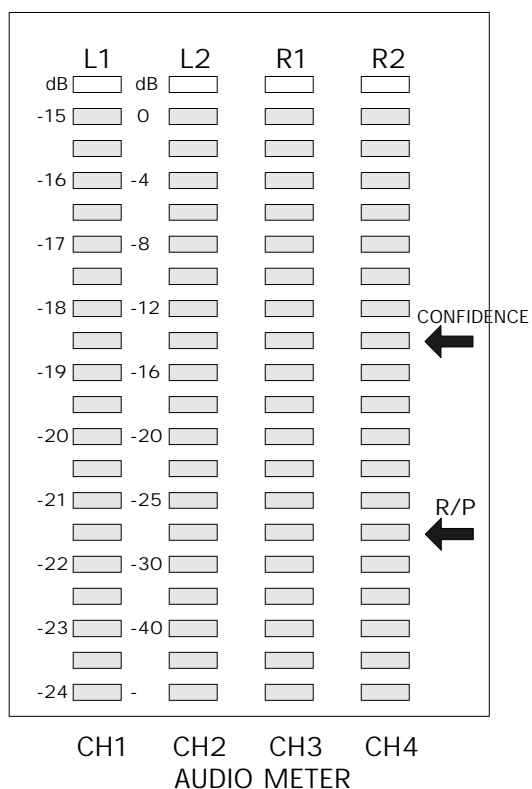 L1 L2 R1 R2
dB dB
-15 0
-16 -4
-17 -8
-18 -12
CONFIDENCE
-19 -16
-20 -20
-21 -25
R/P
-22 -30
-23 -40
-24 -
CH1 CH2 CH3 CH4
AUDIO METER